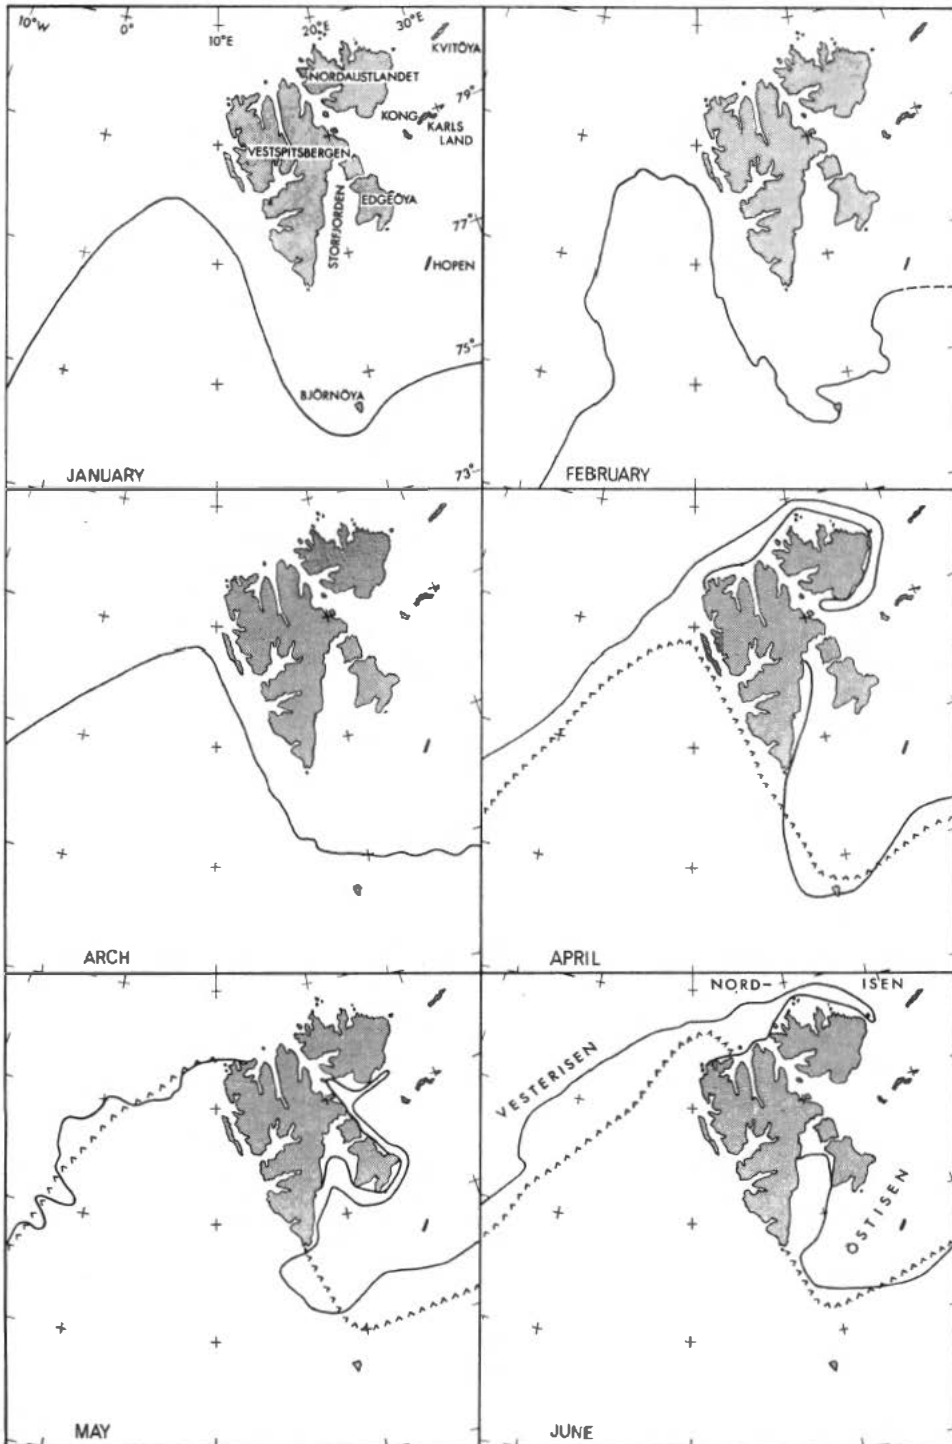 10°W 0° 10°E 20°E 30°E
KVITÖYA
NORDAUSTLANDET
79°
KONG
KARLS
LAND
VESTSPITSBERGEN
EDGEÖYA
STORFJORDEN
77°
HOPEN
75°
BJÖRNÖYA
73°
JANUARY
FEBRUARY
ARCH
APRIL
MAY
NORD- ISEN
VESTERISEN
ÖSTISEN
JUNE